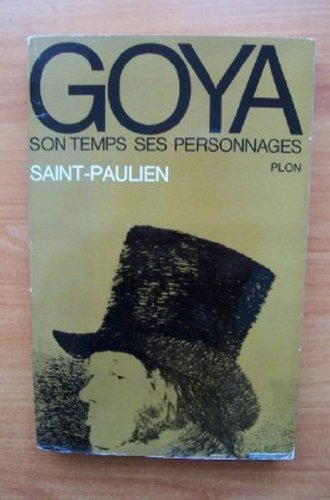 GOYA
SON TEMPS SES PERSONNAGES
SAINT-PAULIEN PLON